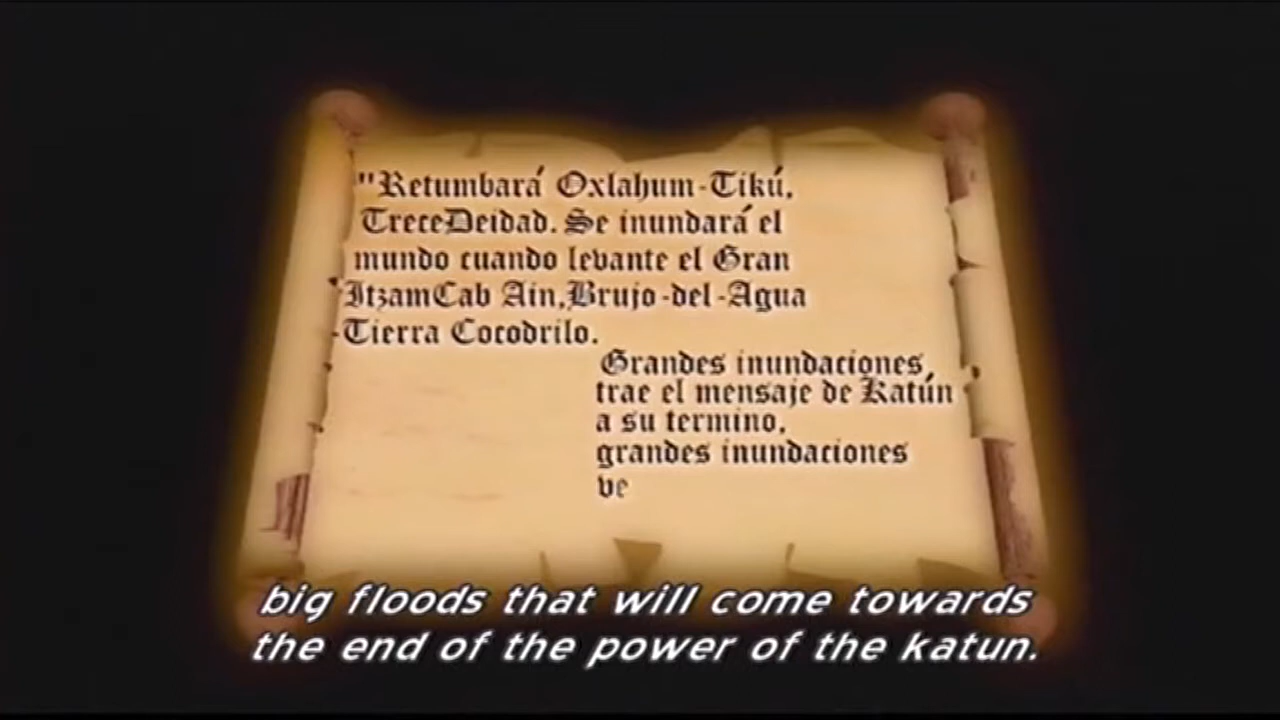 "Retumbará Oxlahum-Tikú,
TreceDeidad. Se inundará el
mundo cuando levante el Gran
ItzamCab Ain,Brujo-del-Agua
-Tierra Cocodrilo.
Grandes inundaciones
trae el mensaje de Katún
a su termino,
grandes inundaciones
ve
big floods that will come towards
the end of the power of the katun.